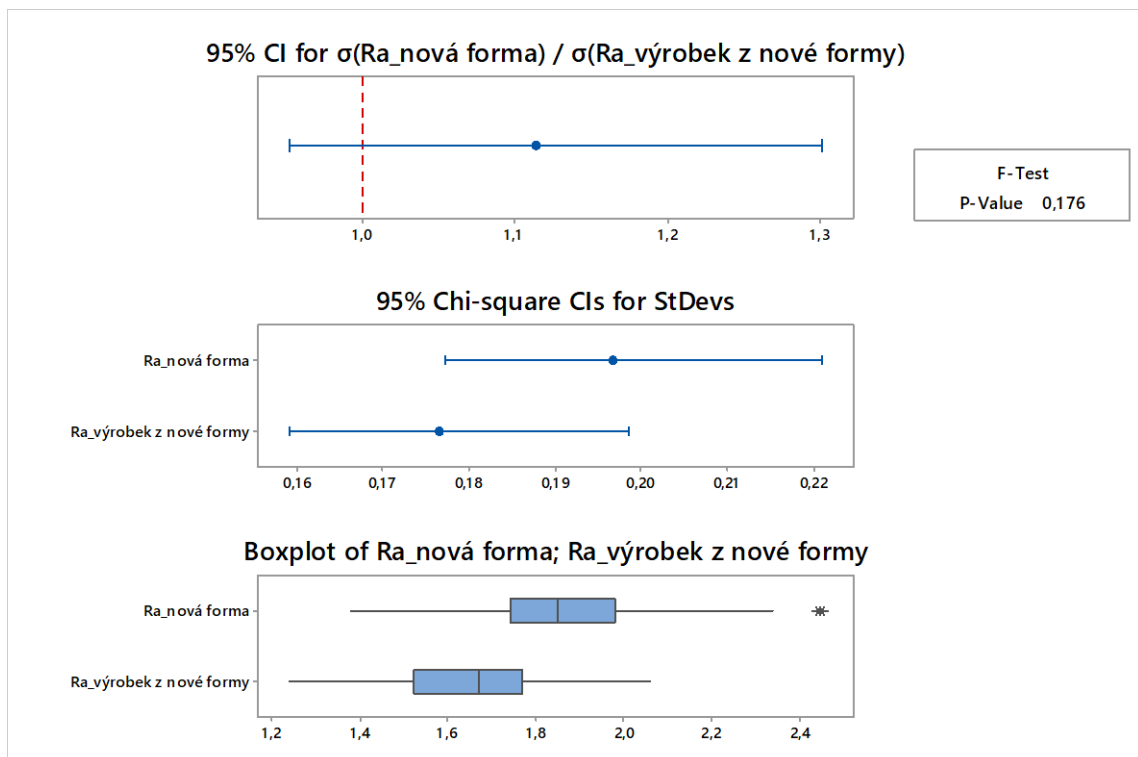 95% CI for σ(Ra_nová forma) / σ(Ra_výrobek z nové formy)
1,0 1,1 1,2 1,3
F-Test
P-Value 0,176
95% Chi-square CIs for StDevs
Ra_nová forma
Ra_výrobek z nové formy
0,16 0,17 0,18 0,19 0,20 0,21 0,22
Boxplot of Ra_nová forma; Ra_výrobek z nové formy
Ra_nová forma
Ra_výrobek z nové formy
1,2 1,4 1,6 1,8 2,0 2,2 2,4